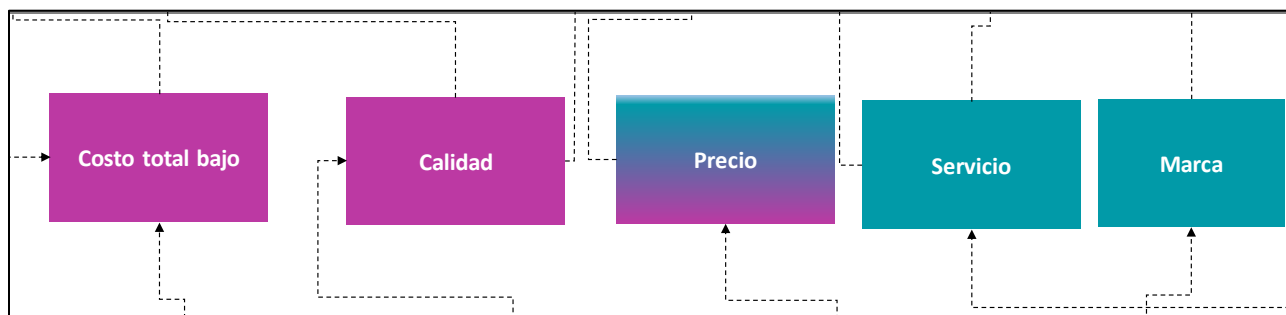 Costo total bajo
Calidad
Precio
Servicio
Marca